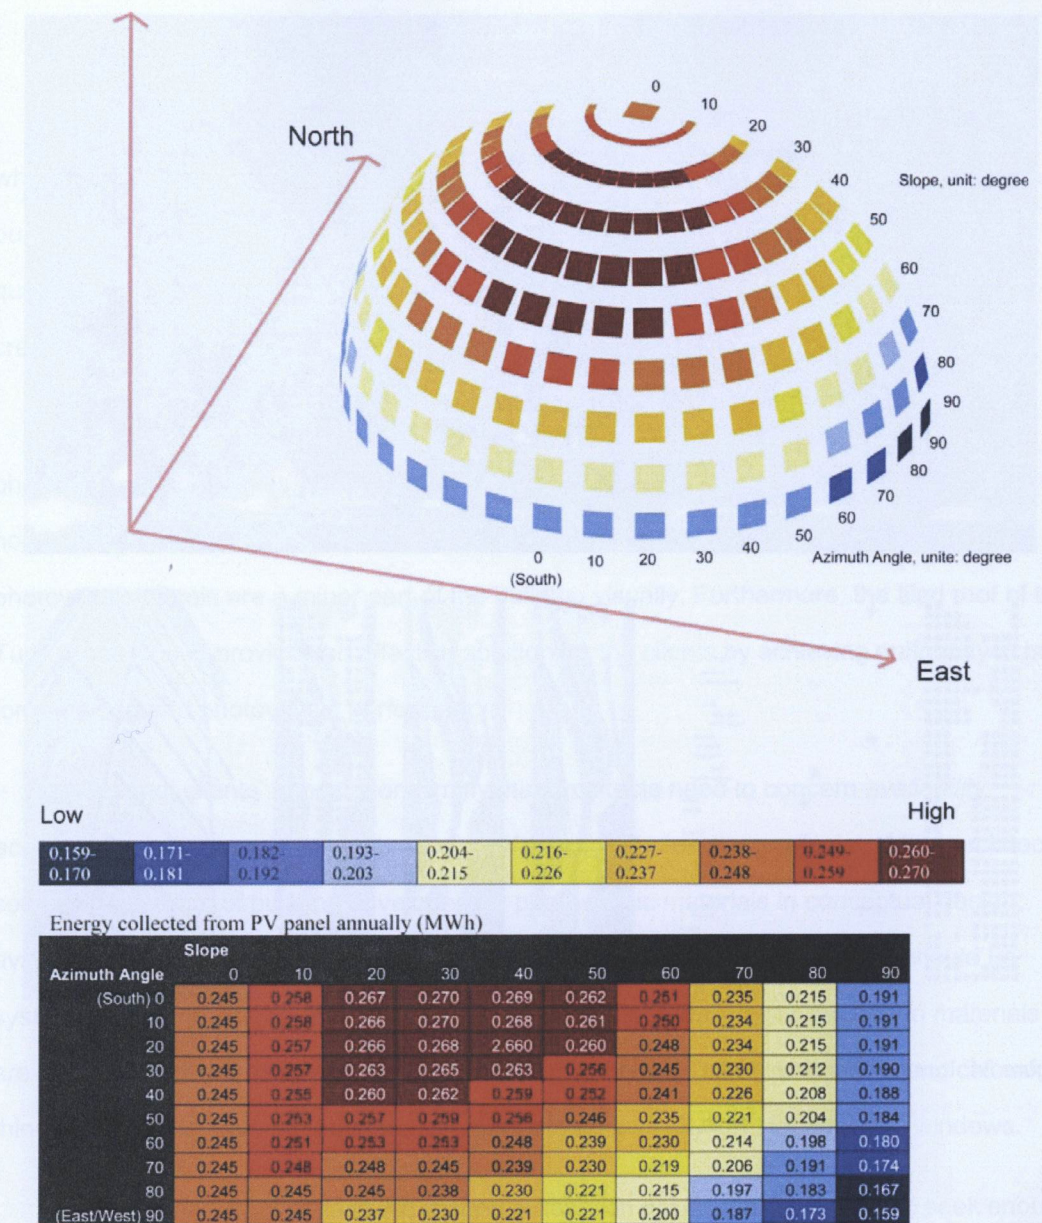 0
10
20
30
40
50
60
70
80
90
90
80
70
60
50
40
30
20
10
0
(South)
North
Slope, unit: degree
Azimuth Angle, unite: degree
East
Low High
0.159- 0.171- 0.182- 0.193- 0.204- 0.216- 0.227- 0.238- 0.249- 0.260-
0.170 0.181 0.192 0.203 0.215 0.226 0.237 0.248 0.259 0.270
Energy collected from PV panel annually (MWh)
Slope
Azimuth Angle 0 10 20 30 40 50 60 70 80 90
(South) 0 0.245 0.258 0.267 0.270 0.269 0.262 0.251 0.235 0.215 0.191
10 0.245 0.258 0.266 0.270 0.268 0.261 0.250 0.234 0.215 0.191
20 0.245 0.257 0.266 0.268 2.660 0.260 0.248 0.234 0.215 0.191
30 0.245 0.257 0.263 0.265 0.263 0.256 0.245 0.230 0.212 0.190
40 0.245 0.255 0.260 0.262 0.259 0.252 0.241 0.226 0.208 0.188
50 0.245 0.253 0.257 0.259 0.256 0.246 0.235 0.221 0.204 0.184
60 0.245 0.251 0.253 0.253 0.248 0.239 0.230 0.214 0.198 0.180
70 0.245 0.248 0.248 0.245 0.239 0.230 0.219 0.206 0.191 0.174
80 0.245 0.245 0.245 0.238 0.230 0.221 0.215 0.197 0.183 0.167
(East/West) 90 0.245 0.245 0.237 0.230 0.221 0.221 0.200 0.187 0.173 0.159